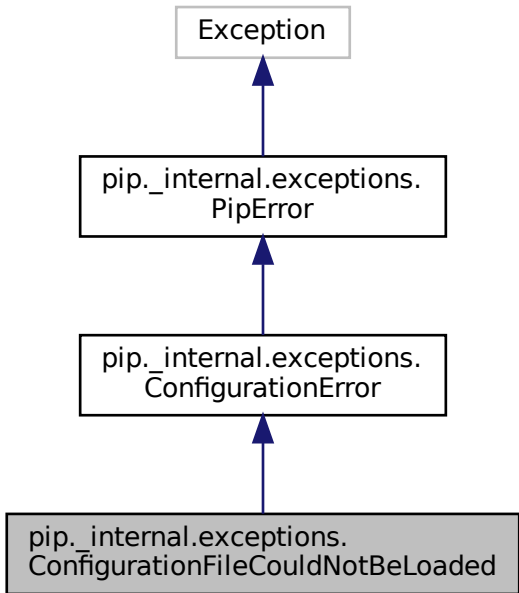 Exception
pip._internal.exceptions.
PipError
pip._internal.exceptions.
ConfigurationError
pip._internal.exceptions.
ConfigurationFileCouldNotBeLoaded